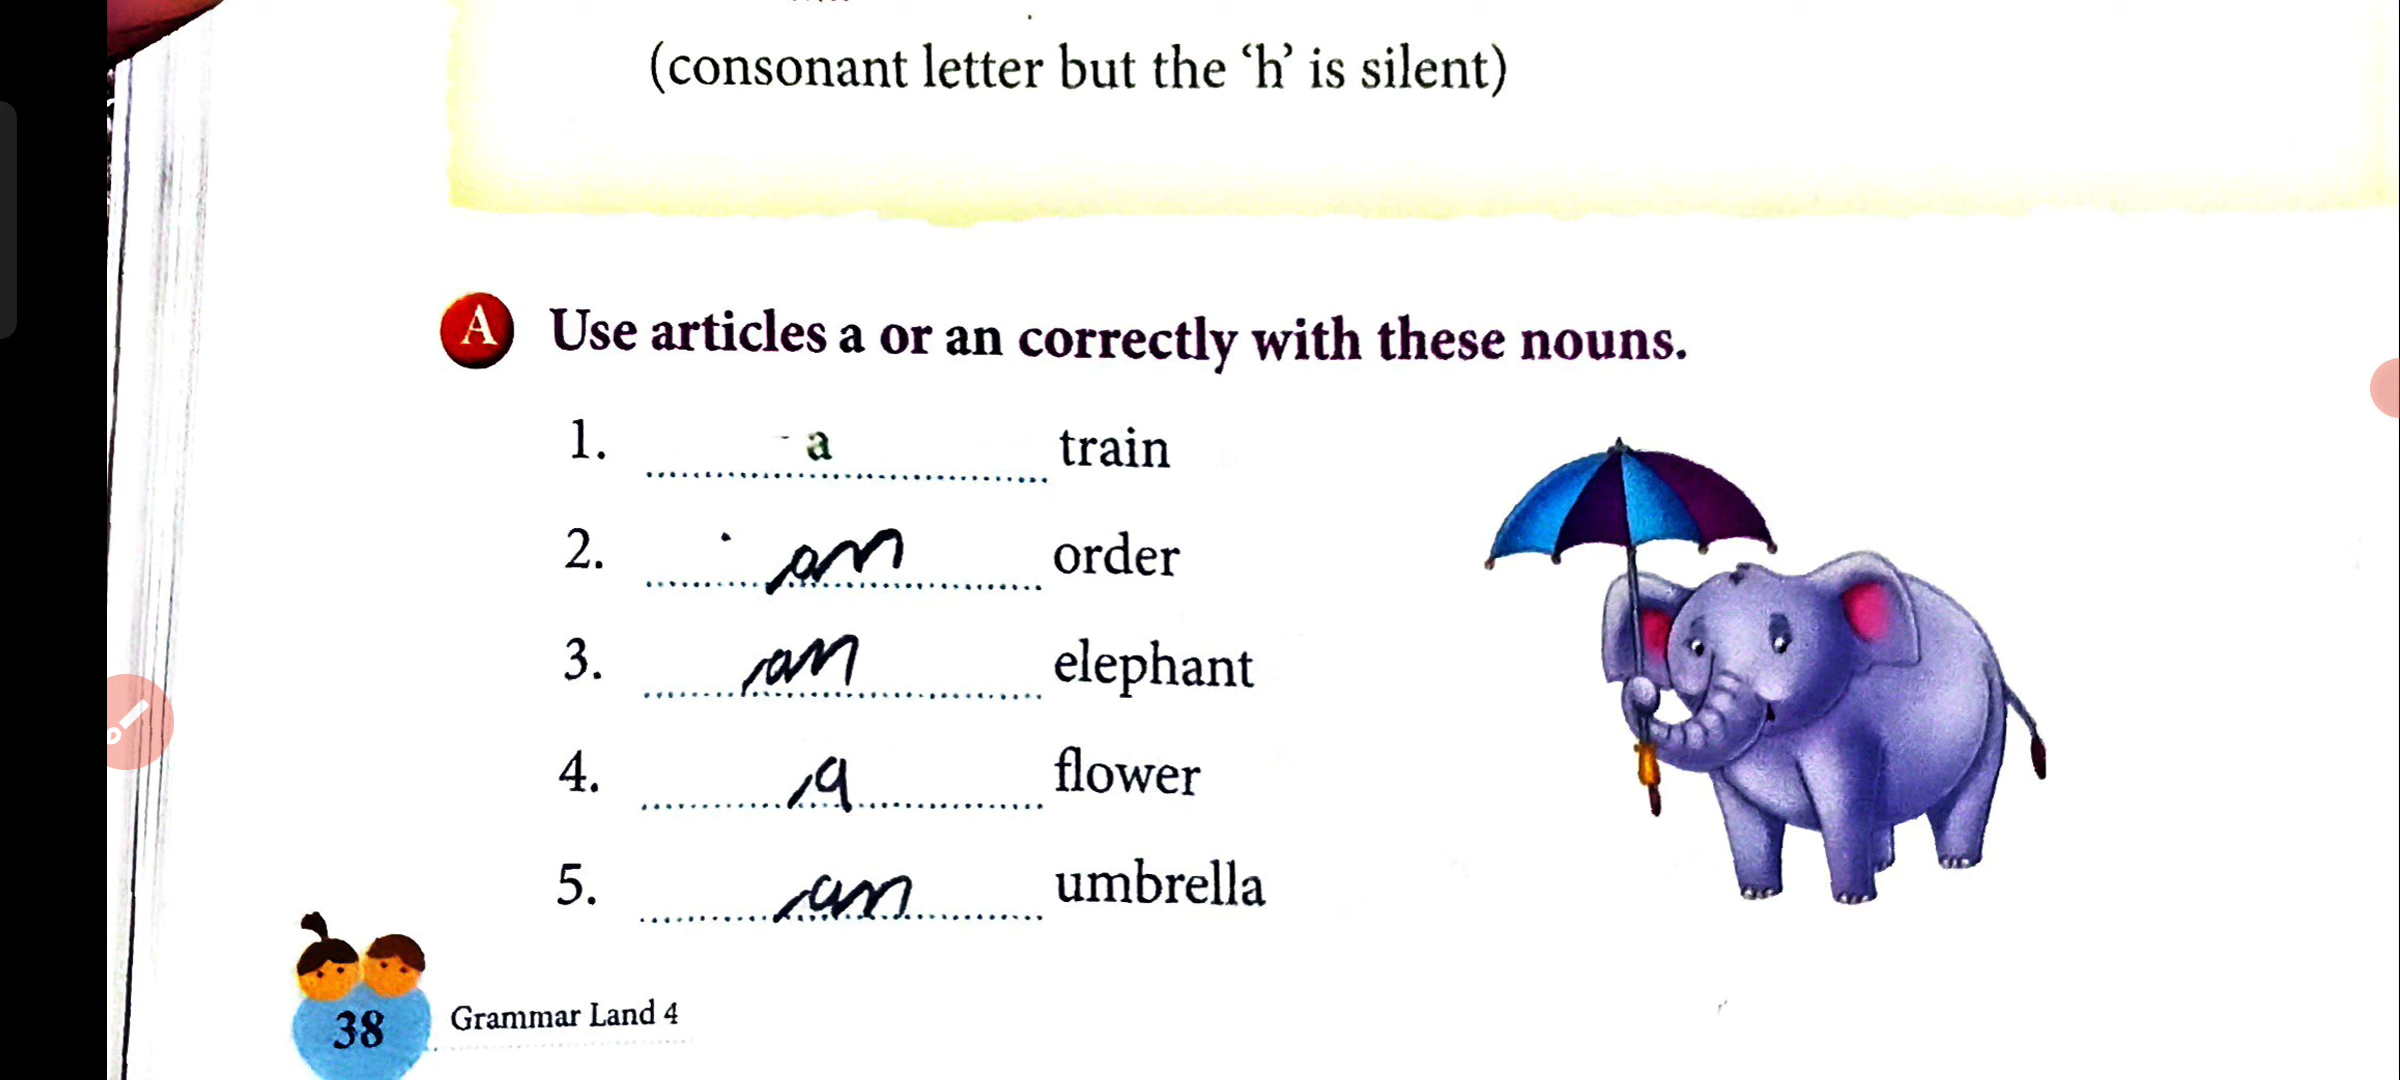 (consonant letter but the ‘h’ is silent)
A Use articles a or an correctly with these nouns.
1. a train
2. an order
3. an elephant
4. a flower
5. an umbrella
38 Grammar Land 4